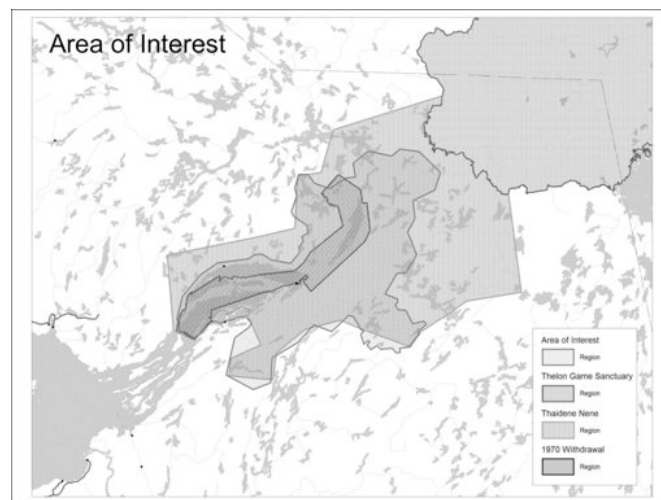 Area of Interest
Area of Interest
Region
Thelon Game Sanctuary
Region
Thaidene Nene
Region
1970 Withdrawal
Region